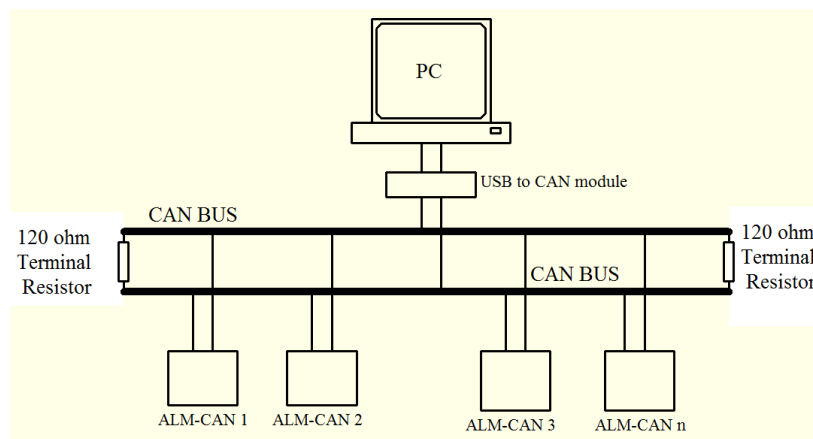 PC
USB to CAN module
CAN BUS
120 ohm
Terminal
Resistor
120 ohm
Terminal
Resistor
CAN BUS
ALM-CAN 1
ALM-CAN 2
ALM-CAN 3
ALM-CAN n